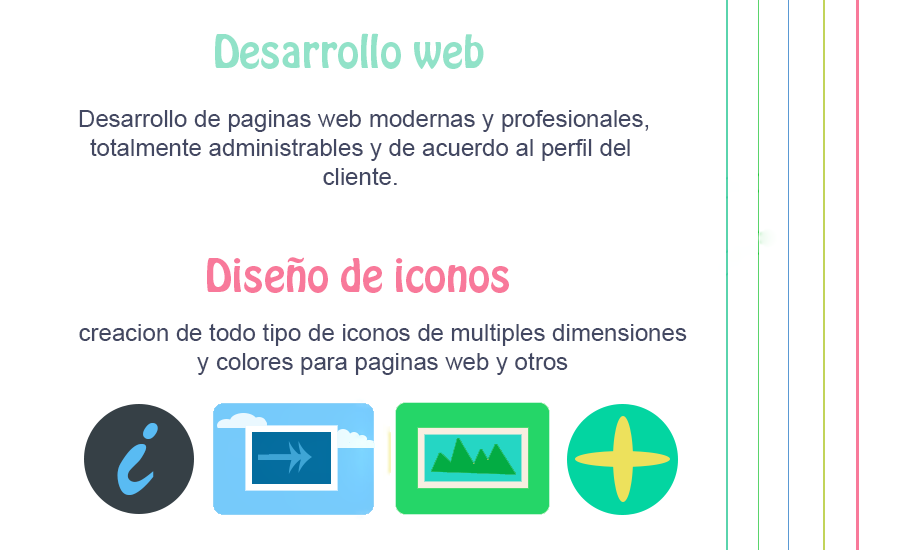 Desarrollo web
Desarrollo de paginas web modernas y profesionales,
totalmente administrables y de acuerdo al perfil del
cliente.
Diseño de iconos
creacion de todo tipo de iconos de multiples dimensiones
y colores para paginas web y otros
i